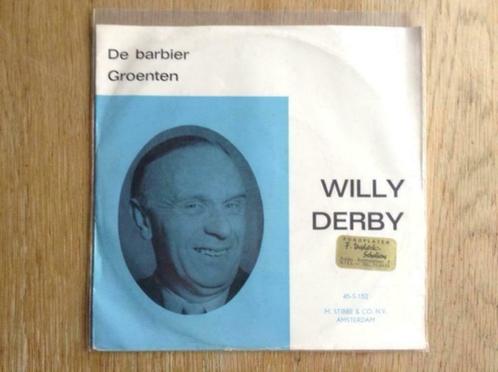 De barbier
Groenten
WILLY
DERBY
45-S-152
M. STIBBE & CO. N.V.
AMSTERDAM